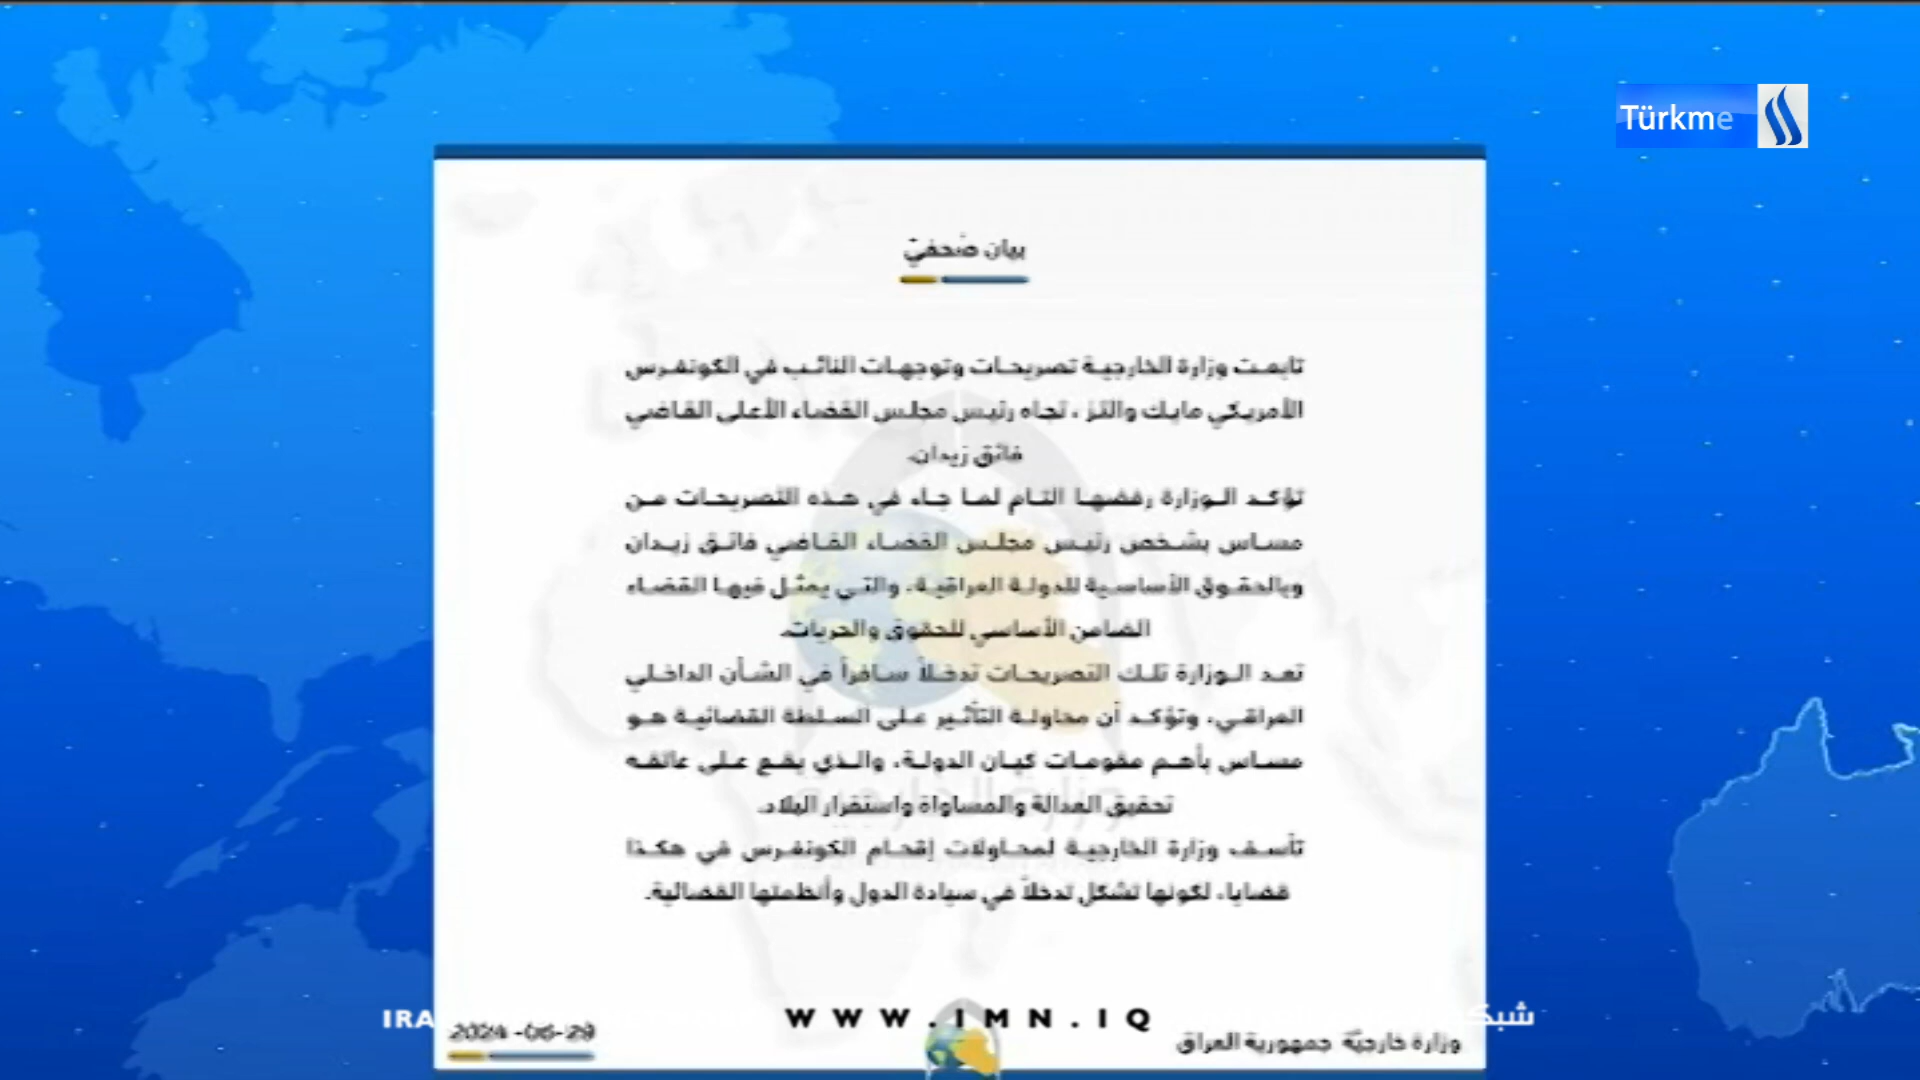 Türkme
بيان صُحفيّ
تابعت وزارة الخارجية تصريحات وتوجهات النائب في الكونغرس
الأمريكي مايك والتز ، تجاه رئيس مجلس القضاء الأعلى القاضي
فائق زيدان.
تؤكد الوزارة رفضها التام لما جاء في هذه التصريحات من
مساس بشخص رئيس مجلس القضاء القاضي فائق زيدان
وبالحقوق الأساسية للدولة العراقية، والتي يمثل فيها القضاء
الضامن الأساسي للحقوق والحريات.
تعد الوزارة تلك التصريحات تدخلاً سافراً في الشأن الداخلي
العراقي، وتؤكد أن محاولة التأثير على السلطة القضائية هو
مساس بأهم مقومات كيان الدولة، والذي يقع على عاتقه
تحقيق العدالة والمساواة واستقرار البلاد.
تأسف وزارة الخارجية لمحاولات إقحام الكونغرس في هكذا
قضايا، لكونها تشكل تدخلاً في سيادة الدول وأنظمتها القضائية.
IRA
WWW.IMN.IQ
شبك
2024-06-29
وزارة خارجيّة جمهورية العراق